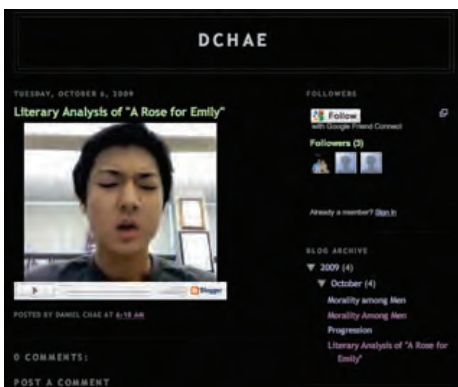 DCHAE
TUESDAY, OCTOBER 6, 2009
Literary Analysis of "A Rose for Emily"
Blogger
POSTED BY DANIEL CHAE AT 6:18 AM
0 COMMENTS:
POST A COMMENT
FOLLOWERS
Follow
with Google Friend Connect
Followers (3)
Already a member? Sign in
BLOG ARCHIVE
▼ 2009 (4)
▼ October (4)
Morality among Men
Morality Among Men
Progression
Literary Analysis of "A Rose for
Emily"